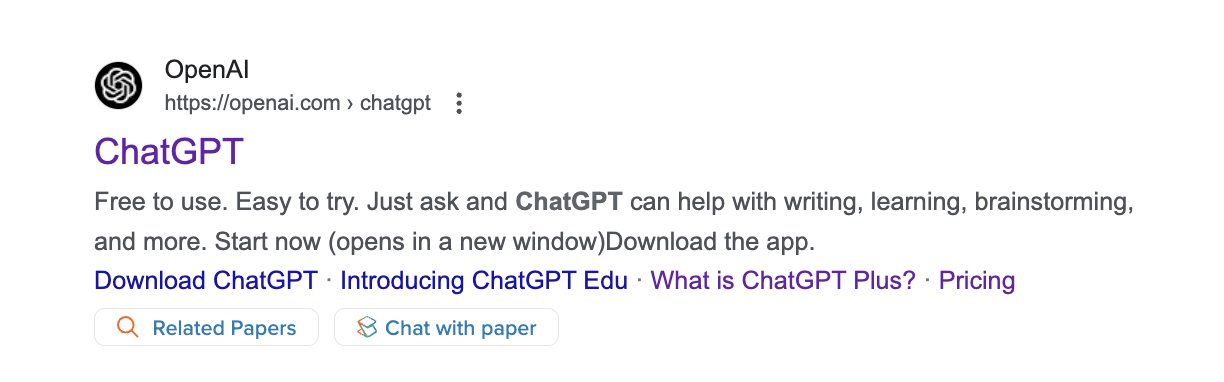 OpenAI
https://openai.com › chatgpt
ChatGPT
Free to use. Easy to try. Just ask and ChatGPT can help with writing, learning, brainstorming,
and more. Start now (opens in a new window)Download the app.
Download ChatGPT · Introducing ChatGPT Edu · What is ChatGPT Plus? · Pricing
Related Papers Chat with paper